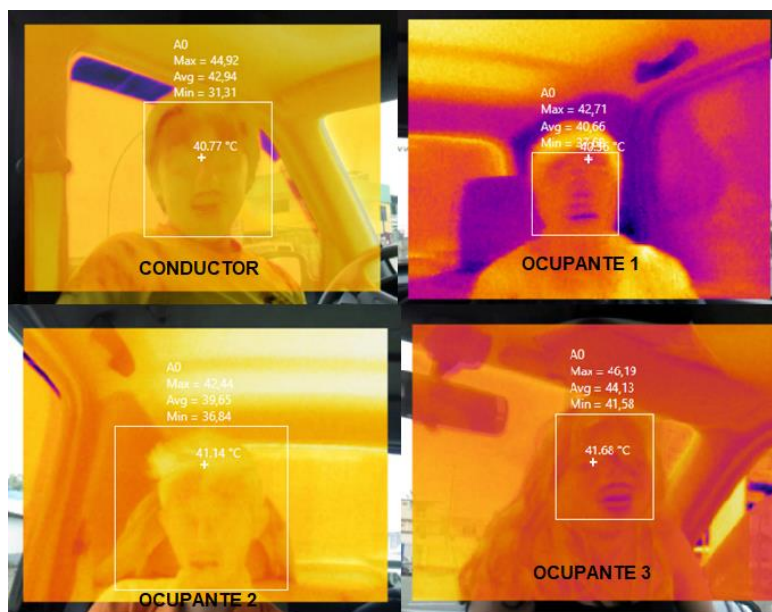 A0
Max = 44,92
Avg = 42,94
Min = 31,31
40.77 °C
CONDUCTOR
A0
Max = 42,71
Avg = 40,66
OCUPANTE 1
A0
Max = 42,44
Avg = 39,65
Min = 36,84
41.14 °C
OCUPANTE 2
A0
Max = 46,19
Avg = 44,13
Min = 41,58
41.68 °C
OCUPANTE 3